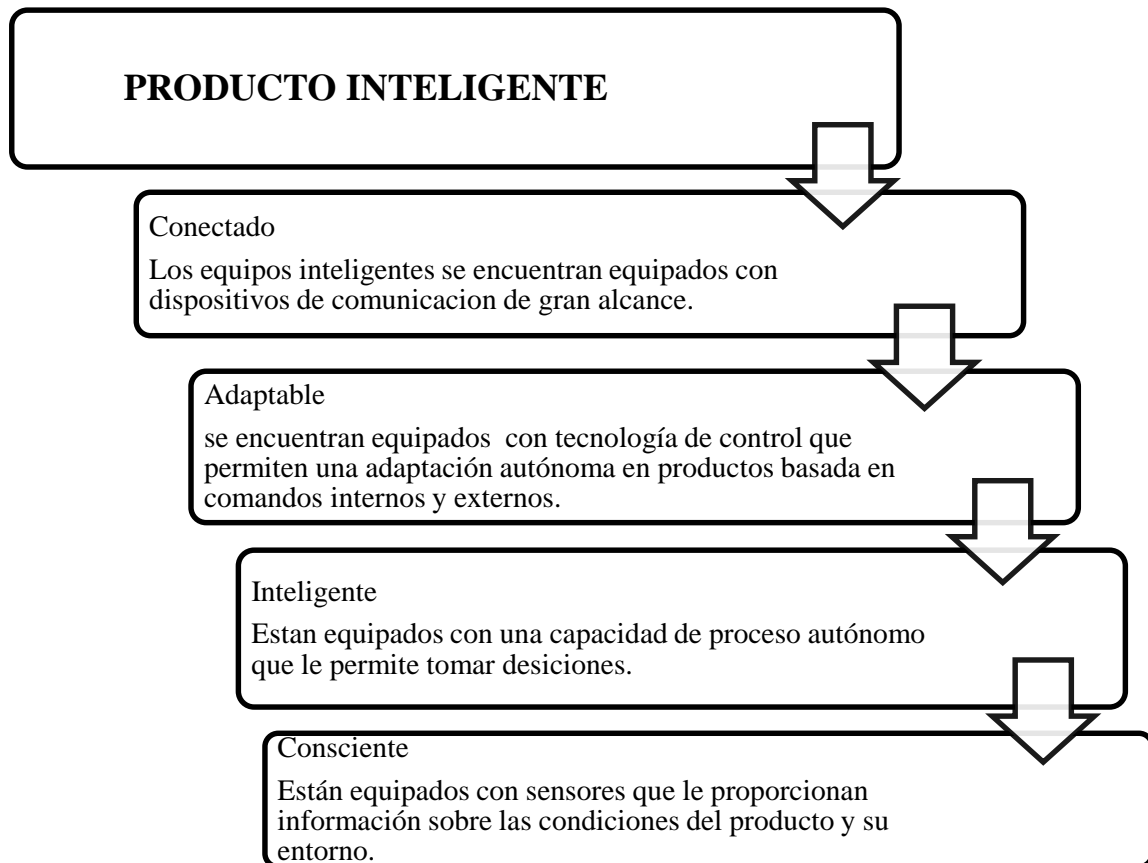 PRODUCTO INTELIGENTE
Conectado
Los equipos inteligentes se encuentran equipados con
dispositivos de comunicacion de gran alcance.
Adaptable
se encuentran equipados  con tecnología de control que
permiten una adaptación autónoma en productos basada en
comandos internos y externos.
Inteligente
Estan equipados con una capacidad de proceso autónomo
que le permite tomar desiciones.
Consciente
Están equipados con sensores que le proporcionan
información sobre las condiciones del producto y su
entorno.